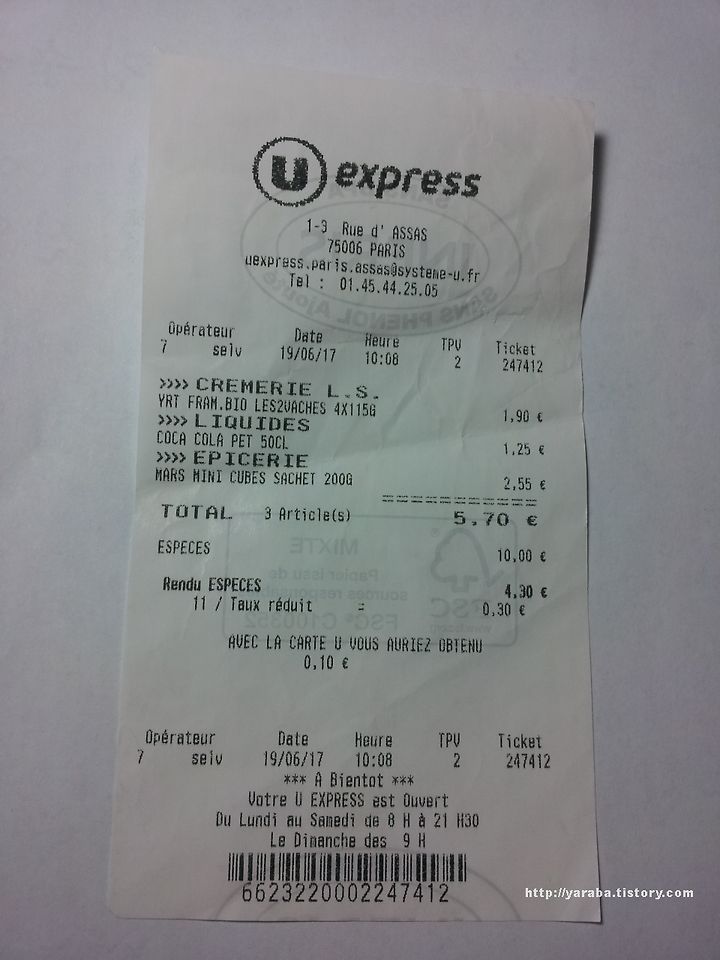 U express
1-3 Rue d' ASSAS
75006 PARIS
uexpress.paris.assas@systeme-u.fr
Tel : 01.45.44.25.05
Opérateur Date Heure TPV Ticket
7 selv 19/06/17 10:08 2 247412
>>>> CREMERIE L.S.
YRT FRAM.BIO LES2VACHES 4X115G 1,90 €
>>>> LIQUIDES
COCA COLA PET 50CL 1,25 €
>>>> EPICERIE
MARS MINI CUBES SACHET 200G 2,55 €
===========
TOTAL 3 Article(s) 5,70 €
ESPECES 10,00 €
Rendu ESPECES 4,30 €
11 / Taux réduit = 0,30 €
AVEC LA CARTE U VOUS AURIEZ OBTENU
0,10 €
Opérateur Date Heure TPV Ticket
7 selv 19/06/17 10:08 2 247412
*** A Bientot ***
Votre U EXPRESS est Ouvert
Du Lundi au Samedi de 8 H à 21 H30
Le Dimanche des 9 H
6623220002247412
http://yaraba.tistory.com